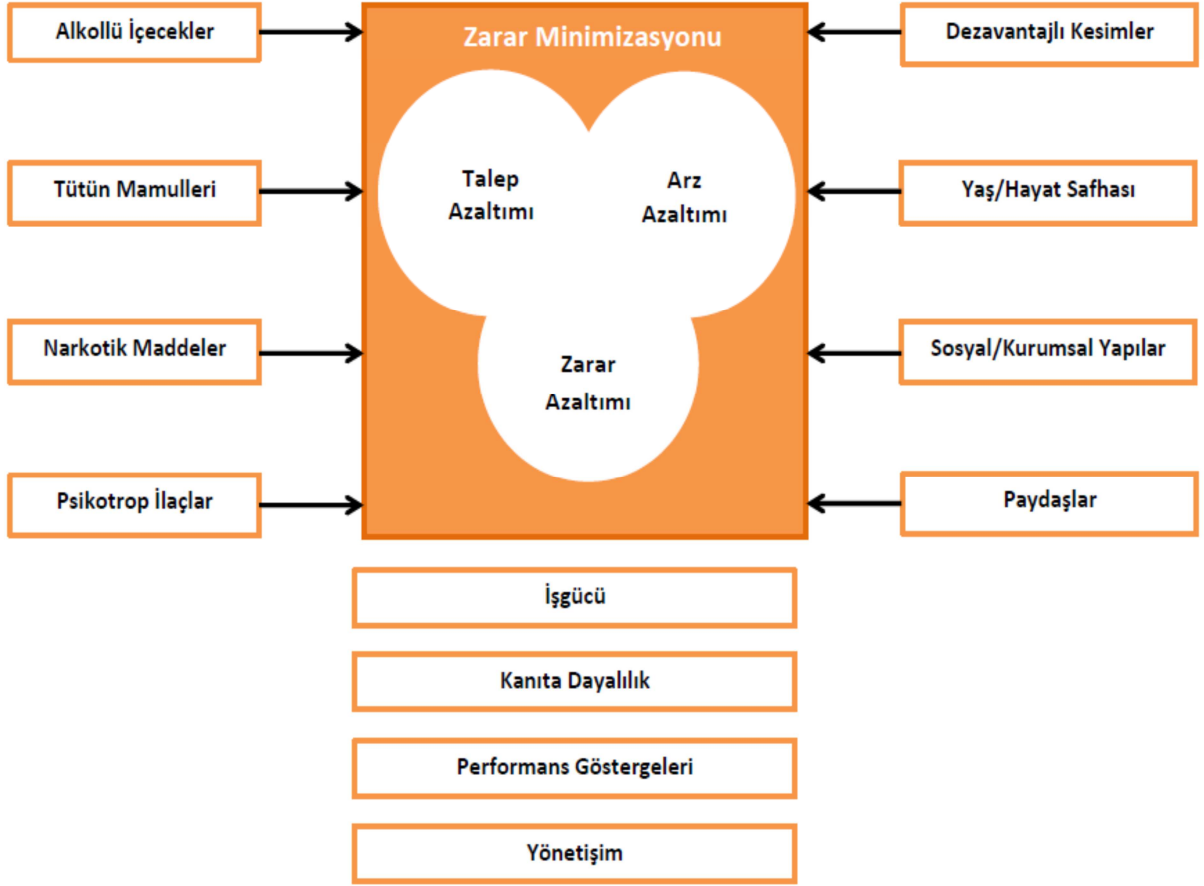 Alkollü İçecekler
Zarar Minimizasyonu
Dezavantajlı Kesimler
Tütün Mamulleri
Talep
Azaltımı
Arz
Azaltımı
Yaş/Hayat Safhası
Narkotik Maddeler
Zarar
Azaltımı
Sosyal/Kurumsal Yapılar
Psikotrop İlaçlar
Paydaşlar
İşgücü
Kanıta Dayalılık
Performans Göstergeleri
Yönetişim